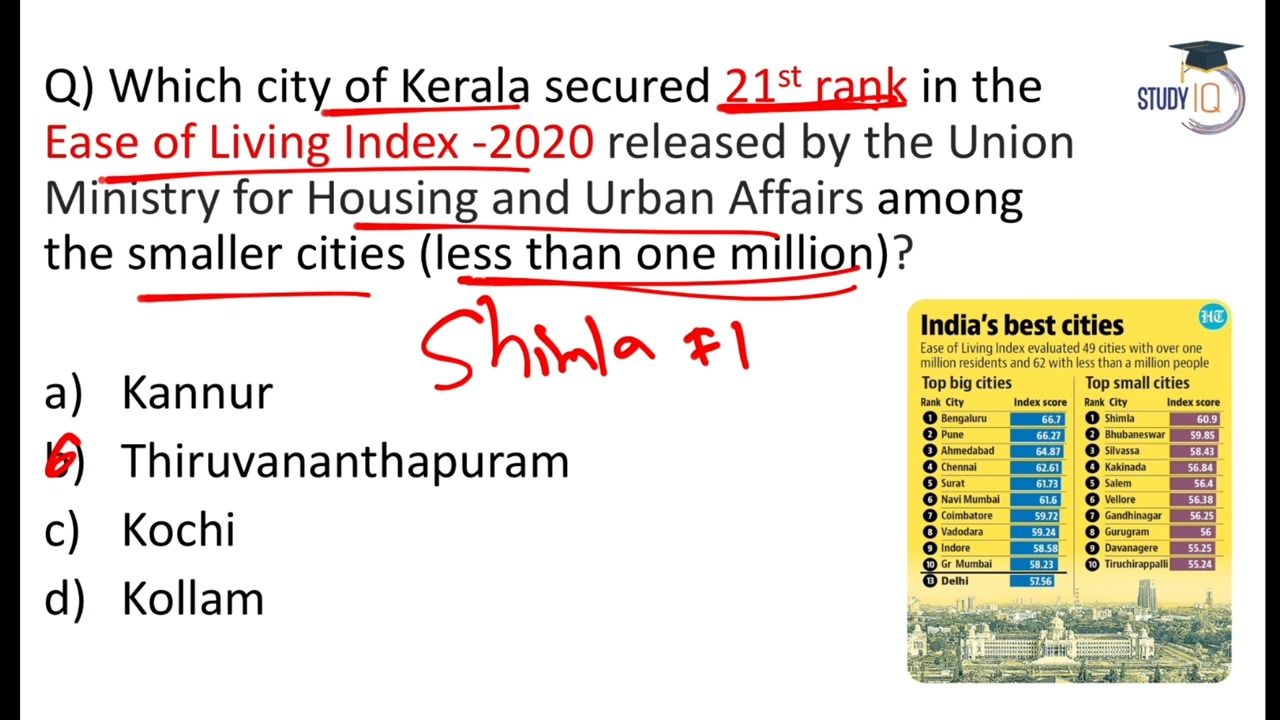 Q) Which city of Kerala secured 21st rank in the
Ease of Living Index -2020 released by the Union
Ministry for Housing and Urban Affairs among
the smaller cities (less than one million)?
STUDY IQ
Shimla #1
a) Kannur
b) Thiruvananthapuram
c) Kochi
d) Kollam
HT
India's best cities
Ease of Living Index evaluated 49 cities with over one
million residents and 62 with less than a million people
Top big cities
Rank City Index score
1 Bengaluru 66.7
2 Pune 66.27
3 Ahmedabad 64.87
4 Chennai 62.61
5 Surat 61.73
6 Navi Mumbai 61.6
7 Coimbatore 59.72
8 Vadodara 59.24
9 Indore 58.58
10 Gr Mumbai 58.23
13 Delhi 57.56
Top small cities
Rank City Index score
1 Shimla 60.9
2 Bhubaneswar 59.85
3 Silvassa 58.43
4 Kakinada 56.84
5 Salem 56.4
6 Vellore 56.38
7 Gandhinagar 56.25
8 Gurugram 56
9 Davanagere 55.25
10 Tiruchirappalli 55.24